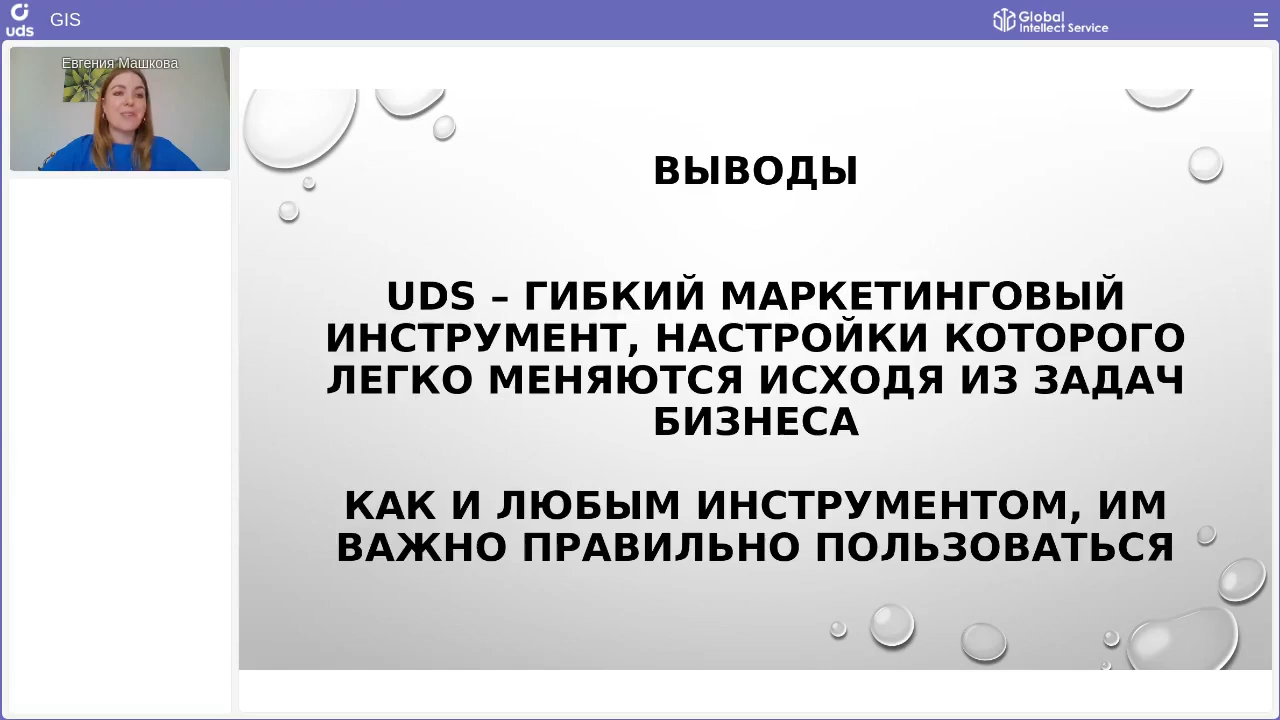 uds
GIS
Global
Intellect Service
Евгения Машкова
ВЫВОДЫ
UDS – ГИБКИЙ МАРКЕТИНГОВЫЙ
ИНСТРУМЕНТ, НАСТРОЙКИ КОТОРОГО
ЛЕГКО МЕНЯЮТСЯ ИСХОДЯ ИЗ ЗАДАЧ
БИЗНЕСА
КАК И ЛЮБЫМ ИНСТРУМЕНТОМ, ИМ
ВАЖНО ПРАВИЛЬНО ПОЛЬЗОВАТЬСЯ